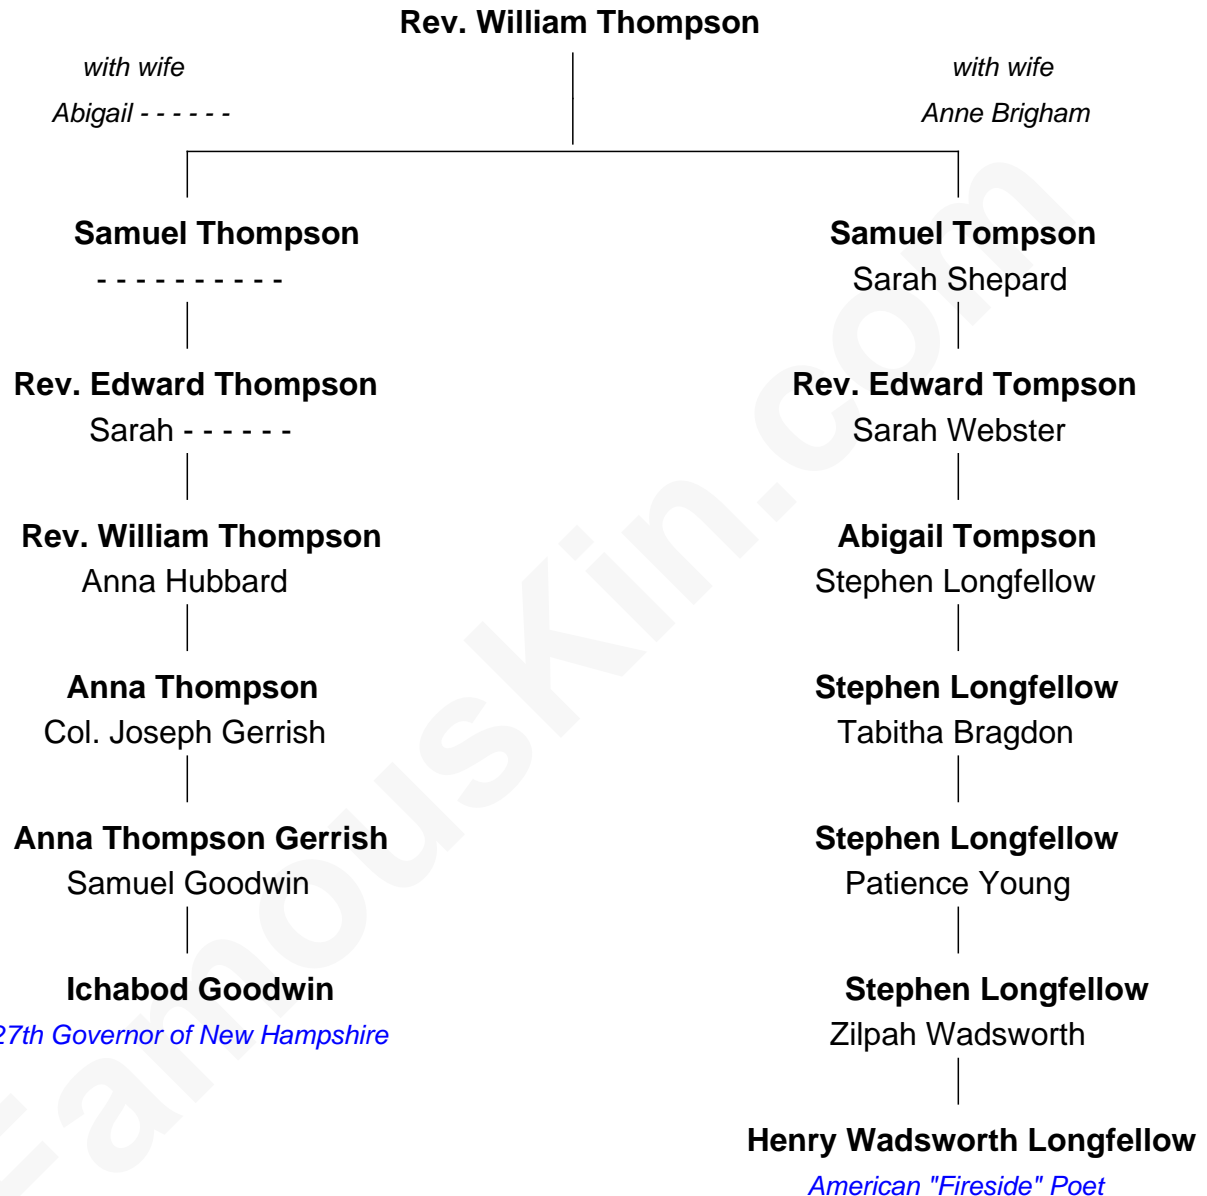 Rev. William Thompson
with wife
Abigail - - - - - -
with wife
Anne Brigham
Samuel Thompson
- - - - - - - - - -
Rev. Edward Thompson
Sarah - - - - - -
Rev. William Thompson
Anna Hubbard
Anna Thompson
Col. Joseph Gerrish
Anna Thompson Gerrish
Samuel Goodwin
Ichabod Goodwin
27th Governor of New Hampshire
Samuel Tompson
Sarah Shepard
Rev. Edward Tompson
Sarah Webster
Abigail Tompson
Stephen Longfellow
Stephen Longfellow
Tabitha Bragdon
Stephen Longfellow
Patience Young
Stephen Longfellow
Zilpah Wadsworth
Henry Wadsworth Longfellow
American "Fireside" Poet
FamousKin.com